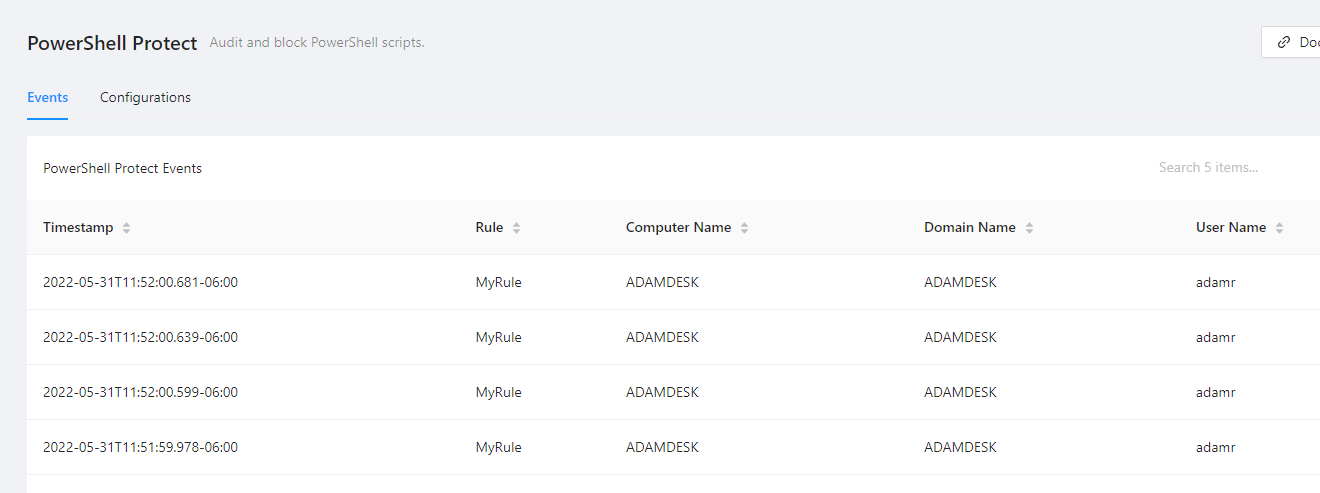 PowerShell Protect Audit and block PowerShell scripts.
Events Configurations
PowerShell Protect Events Search 5 items...
Timestamp Rule Computer Name Domain Name User Name
2022-05-31T11:52:00.681-06:00 MyRule ADAMDESK ADAMDESK adamr
2022-05-31T11:52:00.639-06:00 MyRule ADAMDESK ADAMDESK adamr
2022-05-31T11:52:00.599-06:00 MyRule ADAMDESK ADAMDESK adamr
2022-05-31T11:51:59.978-06:00 MyRule ADAMDESK ADAMDESK adamr